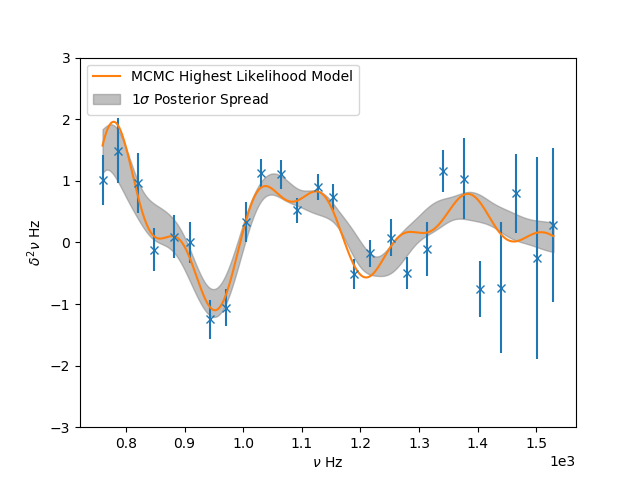 MCMC Highest Likelihood Model
1σ Posterior Spread
3
2
1
0
−1
−2
−3
δ²ν Hz
0.8 0.9 1.0 1.1 1.2 1.3 1.4 1.5
1e3
ν Hz